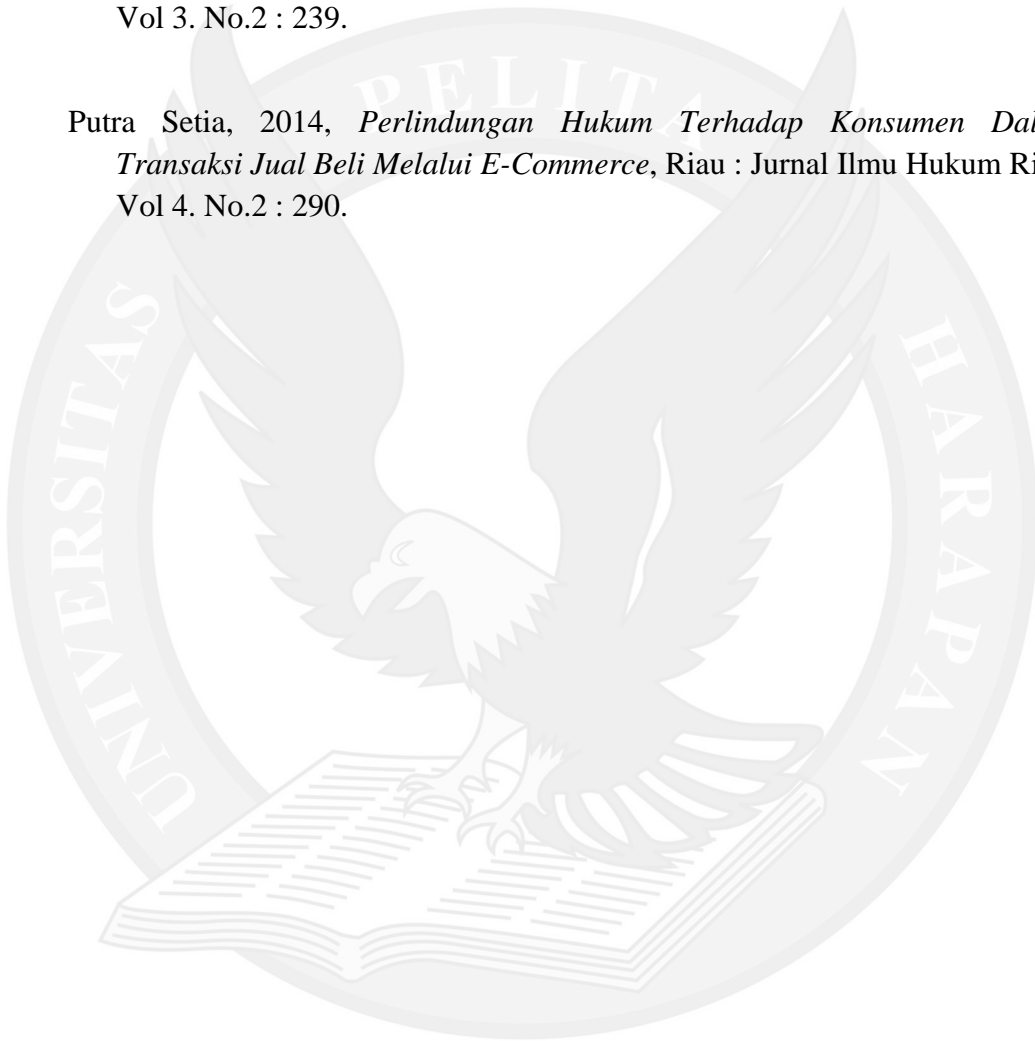 Vol 3. No.2 : 239.
Putra Setia, 2014, Perlindungan Hukum Terhadap Konsumen Dal
Transaksi Jual Beli Melalui E-Commerce, Riau : Jurnal Ilmu Hukum Ri
Vol 4. No.2 : 290.
UNIVERSITAS PELITA HARAPAN